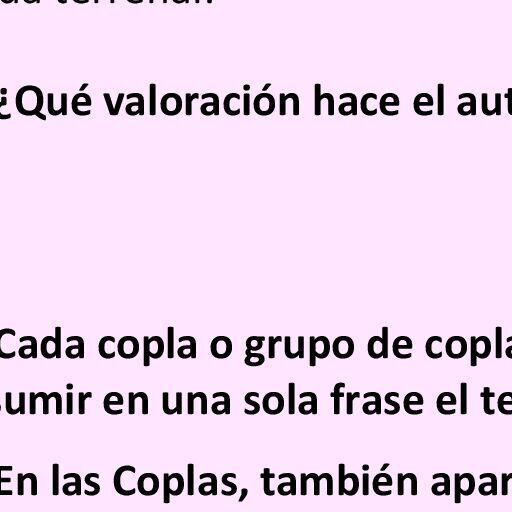 ¿Qué valoración hace el aut
Cada copla o grupo de copla
sumir en una sola frase el te
En las Coplas, también apar